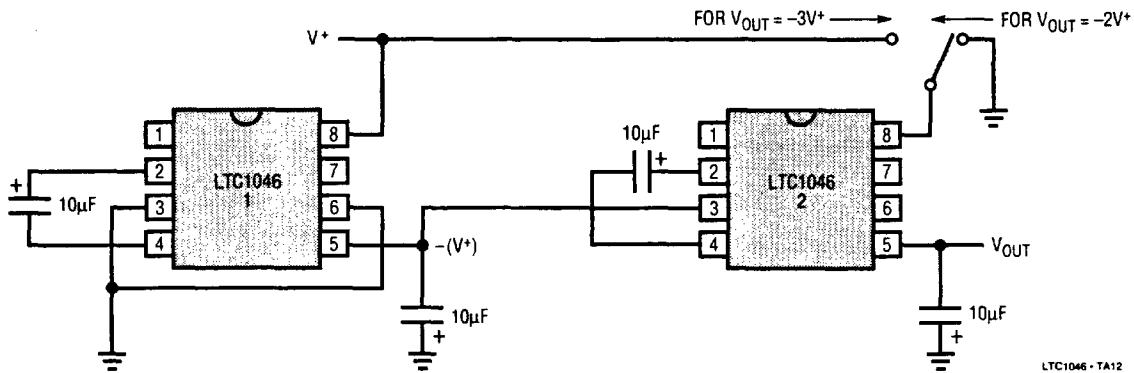 FOR V_OUT = –3V+
FOR V_OUT = –2V+
V+
1
8
2
7
LTC1046
1
3
6
4
5
+
10µF
–(V+)
10µF
+
10µF
+
1
8
2
7
LTC1046
2
3
6
4
5
V_OUT
10µF
+
LTC1046 • TA12